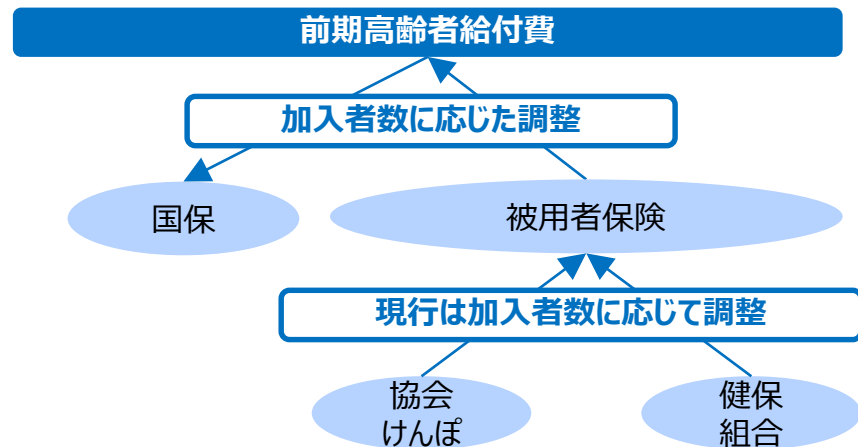 前期高齢者給付費
加入者数に応じた調整
国保
被用者保険
現行は加入者数に応じて調整
協会
けんぽ
健保
組合